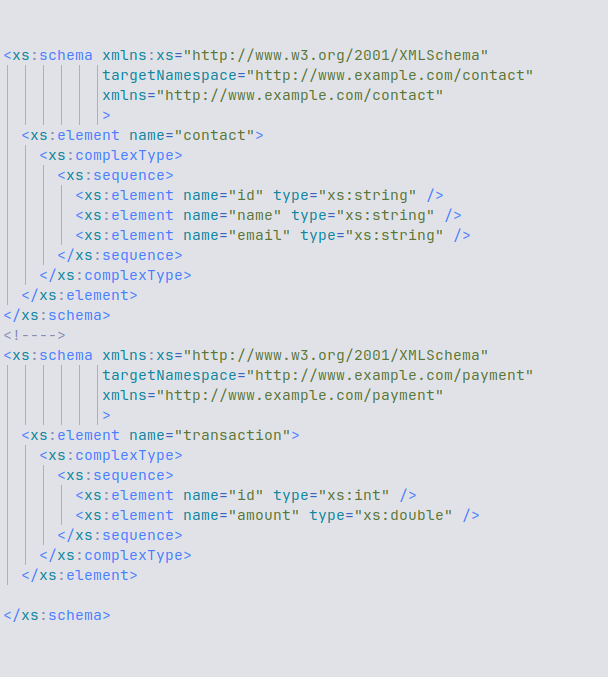 <xs:schema xmlns:xs="http://www.w3.org/2001/XMLSchema"
targetNamespace="http://www.example.com/contact"
xmlns="http://www.example.com/contact"
>
<xs:element name="contact">
<xs:complexType>
<xs:sequence>
<xs:element name="id" type="xs:string" />
<xs:element name="name" type="xs:string" />
<xs:element name="email" type="xs:string" />
</xs:sequence>
</xs:complexType>
</xs:element>
</xs:schema>
<!---->
<xs:schema xmlns:xs="http://www.w3.org/2001/XMLSchema"
targetNamespace="http://www.example.com/payment"
xmlns="http://www.example.com/payment"
>
<xs:element name="transaction">
<xs:complexType>
<xs:sequence>
<xs:element name="id" type="xs:int" />
<xs:element name="amount" type="xs:double" />
</xs:sequence>
</xs:complexType>
</xs:element>
</xs:schema>